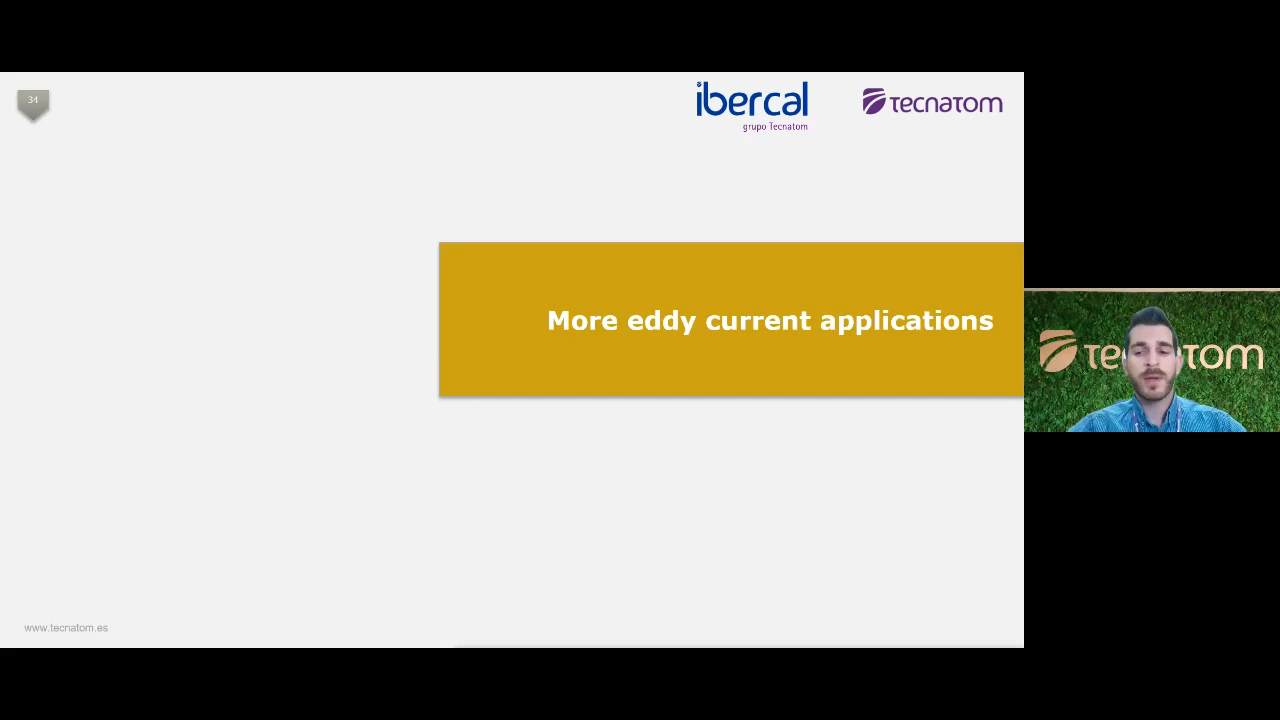 34
ibercal
grupo Tecnatom
tecnatom
More eddy current applications
www.tecnatom.es